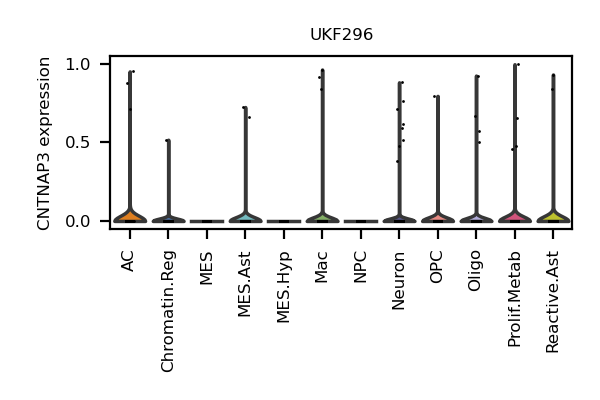 UKF296
CNTNAP3 expression
1.0
0.5
0.0
AC
Chromatin.Reg
MES
MES.Ast
MES.Hyp
Mac
NPC
Neuron
OPC
Oligo
Prolif.Metab
Reactive.Ast